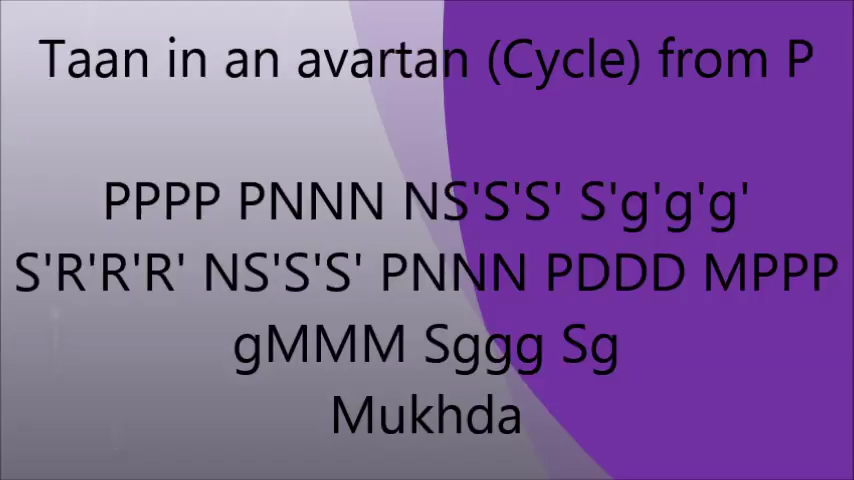 Taan in an avartan (Cycle) from P
PPPP PNNN NS'S'S' S'g'g'g'
S'R'R'R' NS'S'S' PNNN PDDD MPPP
gMMM Sggg Sg
Mukhda